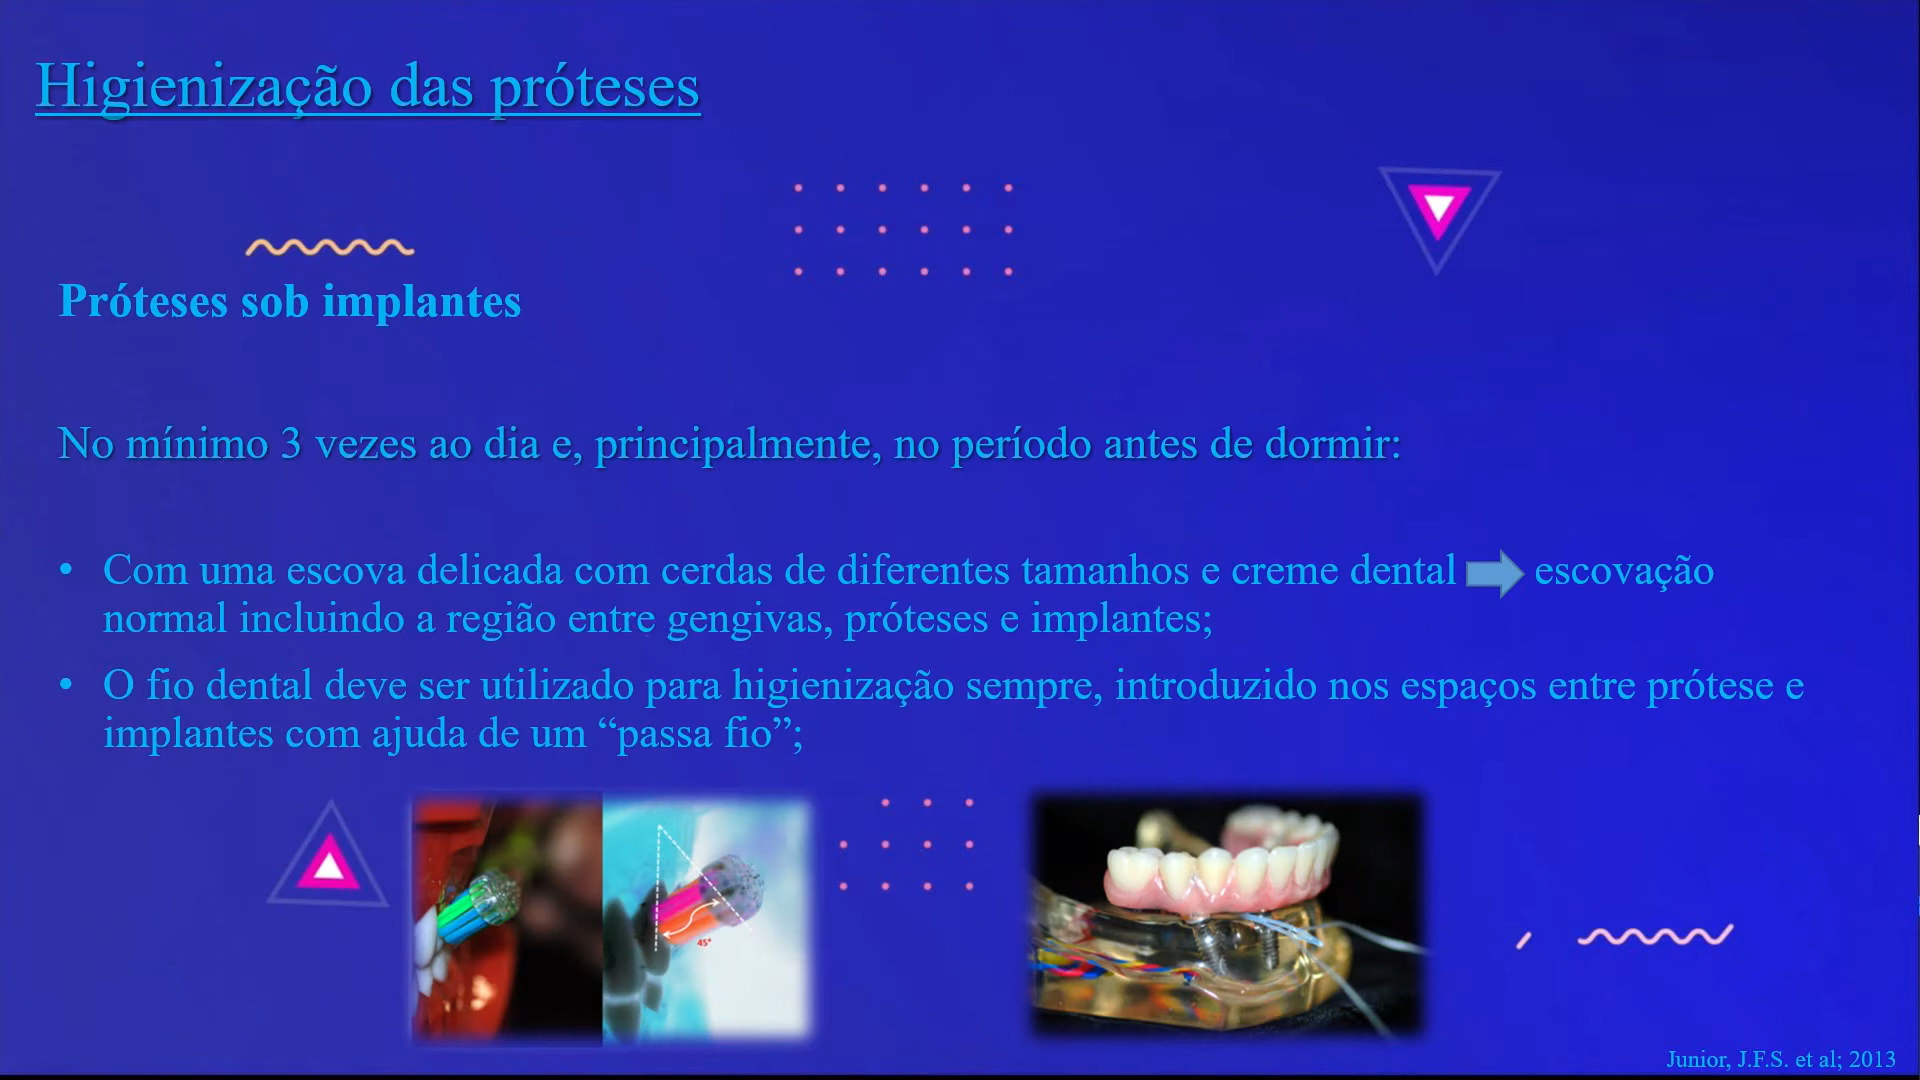 Higienização das próteses
Próteses sob implantes
No mínimo 3 vezes ao dia e, principalmente, no período antes de dormir:
• Com uma escova delicada com cerdas de diferentes tamanhos e creme dental escovação
normal incluindo a região entre gengivas, próteses e implantes;
• O fio dental deve ser utilizado para higienização sempre, introduzido nos espaços entre prótese e
implantes com ajuda de um “passa fio”;
45°
Junior, J.F.S. et al; 2013